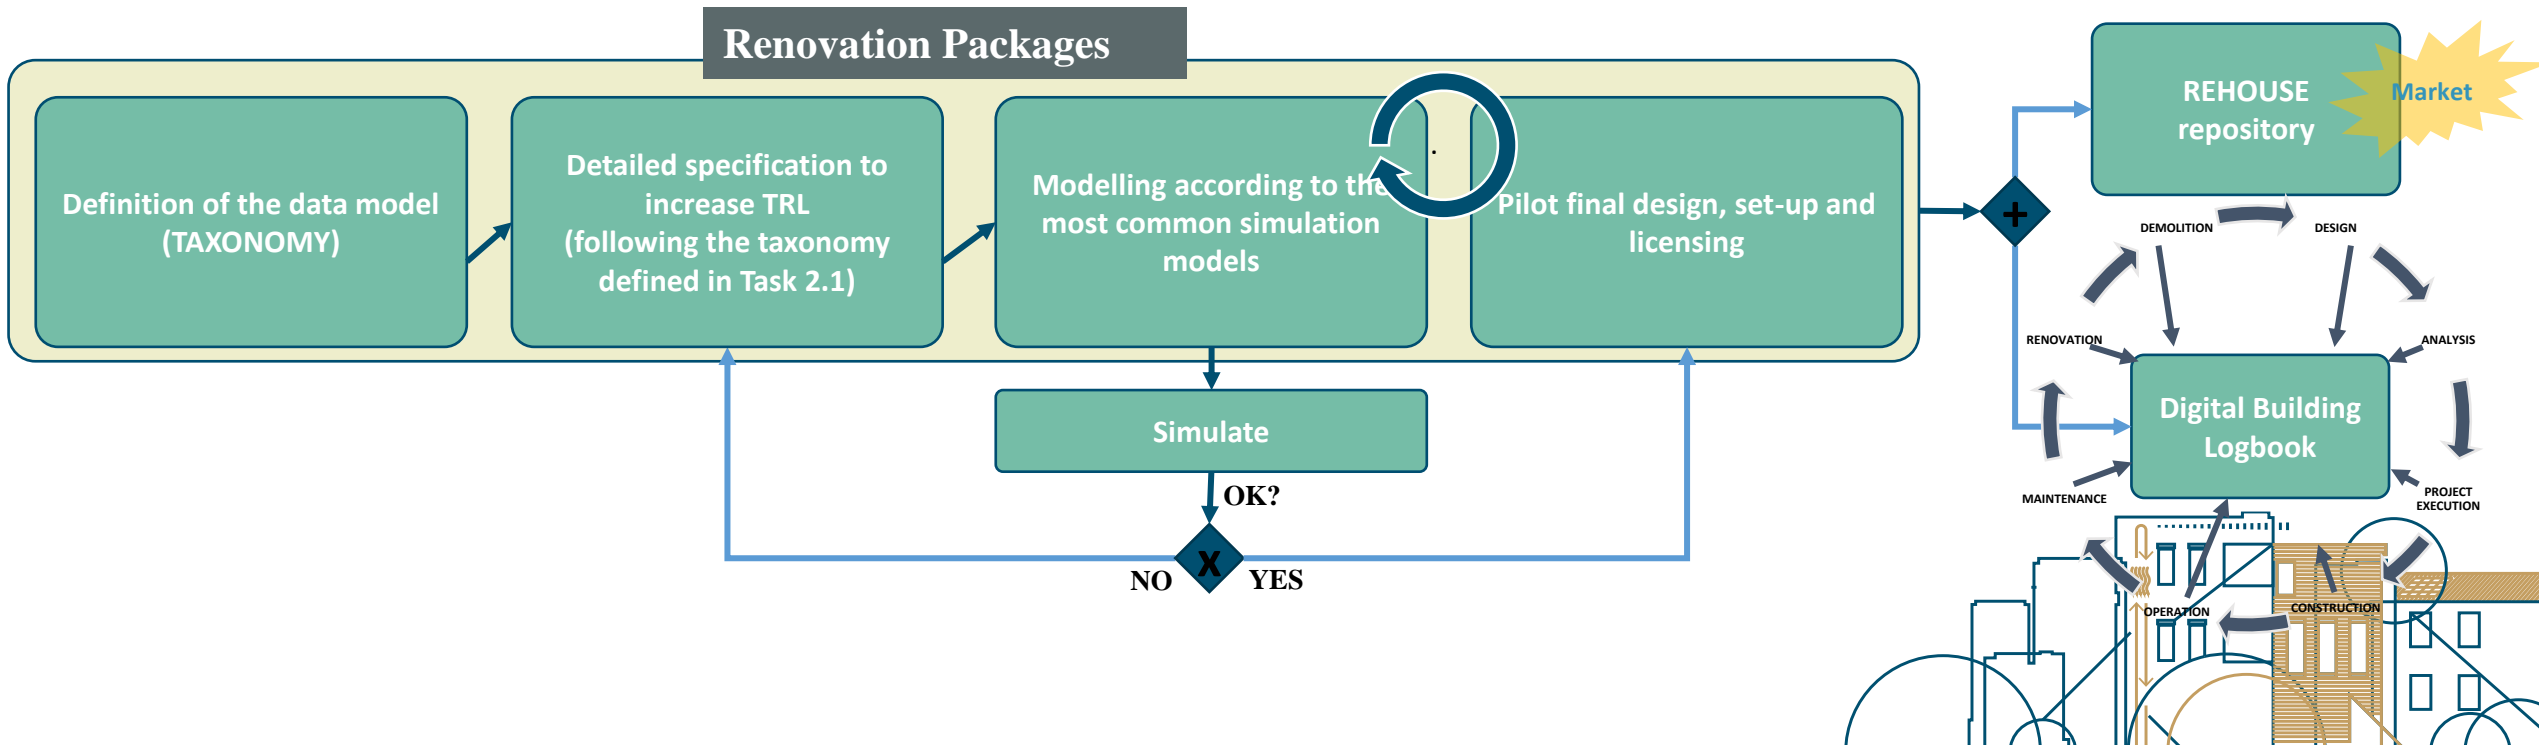 Renovation Packages
Definition of the data model
(TAXONOMY)
Detailed specification to
increase TRL
(following the taxonomy
defined in Task 2.1)
Modelling according to the
most common simulation
models
.
Pilot final design, set-up and
licensing
Simulate
OK?
X
NO
YES
+
REHOUSE
repository
Market
DEMOLITION
DESIGN
RENOVATION
ANALYSIS
Digital Building
Logbook
MAINTENANCE
PROJECT
EXECUTION
OPERATION
CONSTRUCTION